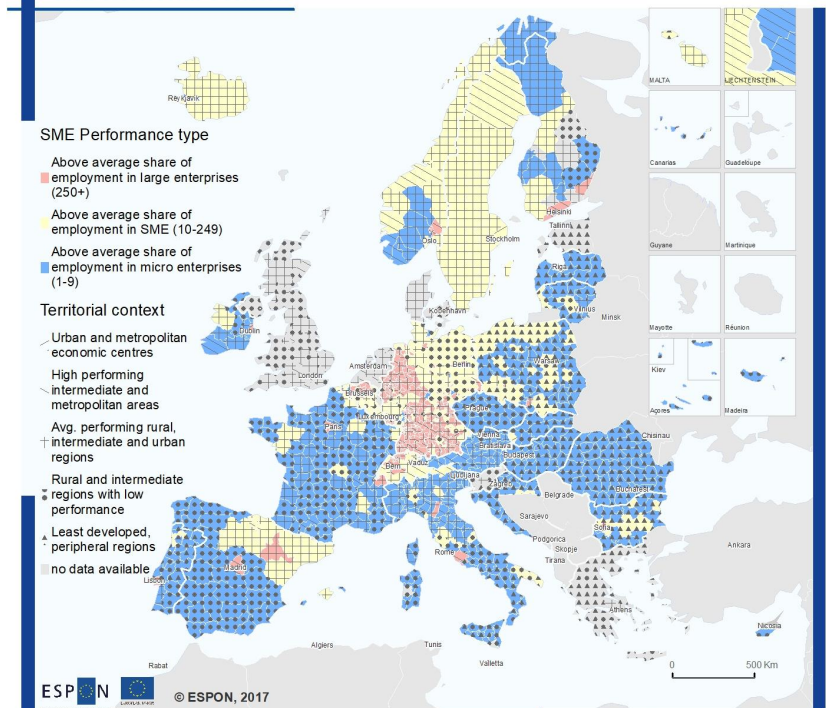 MALTA
LIECHTENSTEIN
Reykjavik
SME Performance type
Above average share of
employment in large enterprises
(250+)
Above average share of
employment in SME (10-249)
Above average share of
employment in micro enterprises
(1-9)
Territorial context
Urban and metropolitan
economic centres
High performing
intermediate and
metropolitan areas
Avg. performing rural,
intermediate and urban
regions
Rural and intermediate
regions with low
performance
Least developed,
peripheral regions
no data available
Canarias
Guadeloupe
Guyane
Martinique
Mayotte
Réunion
Açores
Madeira
Helsinki
Tallinn
Oslo
Stockholm
Riga
Vilnius
Minsk
København
Dublin
London
Amsterdam
Berlin
Warsaw
Kiev
Brussels
Luxembourg
Prague
Paris
Vienna
Bratislava
Budapest
Chisinau
Bern
Vaduz
Ljubljana
Zagreb
Belgrade
Bucharest
Sarajevo
Sofia
Podgorica
Skopje
Tirana
Rome
Madrid
Lisbon
Ankara
Athens
Nicosia
Algiers
Tunis
Rabat
Valletta
0 500 Km
ESPON
© ESPON, 2017